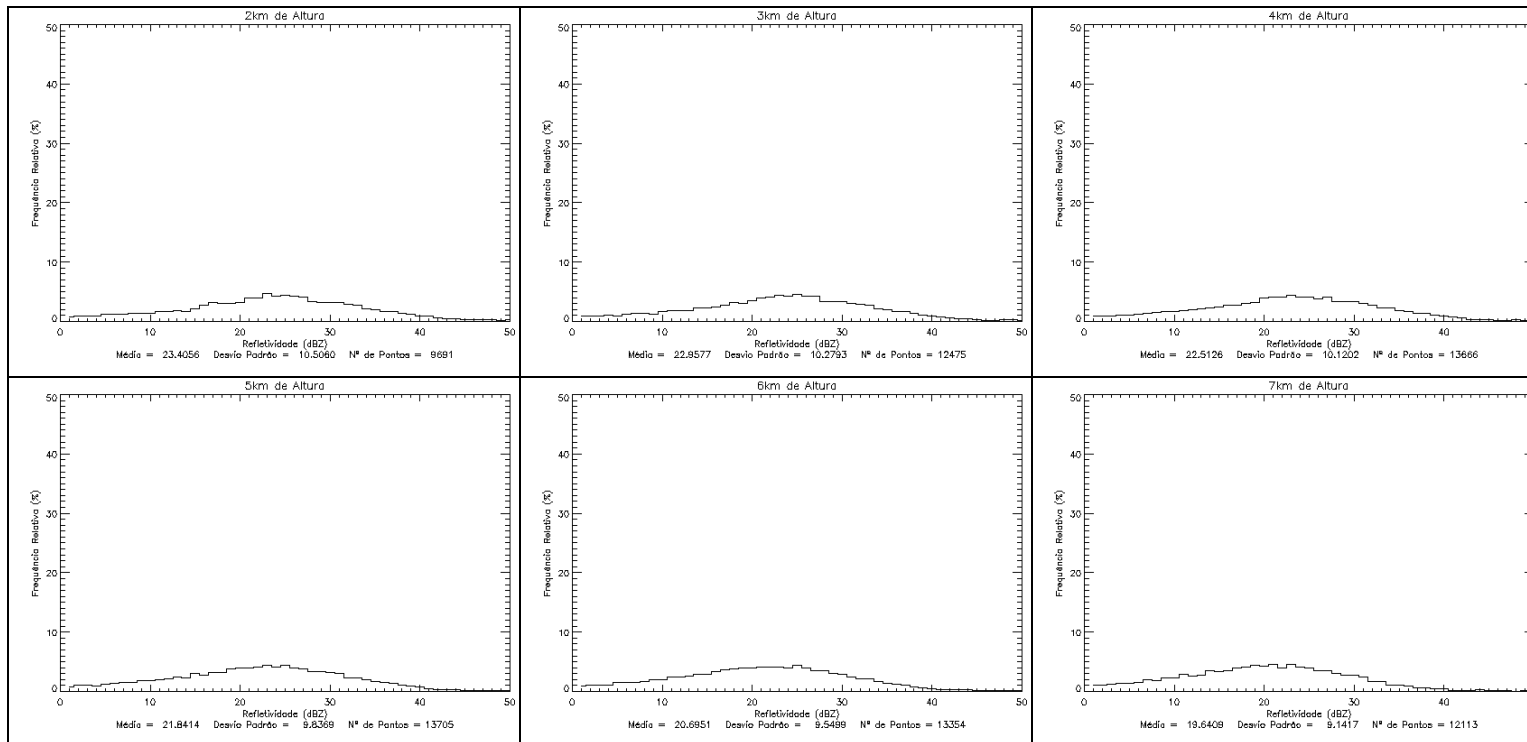 2km de Altura
50
40
30
20
10
0
Frequência Relativa (%)
0 10 20 30 40 50
Refletividade (dBZ)
Média = 23.4056 Desvio Padrão = 10.5060 Nº de Pontos = 9691
3km de Altura
50
40
30
20
10
0
Frequência Relativa (%)
0 10 20 30 40 50
Refletividade (dBZ)
Média = 22.9577 Desvio Padrão = 10.2793 Nº de Pontos = 12475
4km de Altura
50
40
30
20
10
0
Frequência Relativa (%)
0 10 20 30 40
Refletividade (dBZ)
Média = 22.5126 Desvio Padrão = 10.1202 Nº de Pontos = 13666
5km de Altura
50
40
30
20
10
0
Frequência Relativa (%)
0 10 20 30 40 50
Refletividade (dBZ)
Média = 21.8414 Desvio Padrão = 9.8369 Nº de Pontos = 13705
6km de Altura
50
40
30
20
10
0
Frequência Relativa (%)
0 10 20 30 40 50
Refletividade (dBZ)
Média = 20.6951 Desvio Padrão = 9.5499 Nº de Pontos = 13354
7km de Altura
50
40
30
20
10
0
Frequência Relativa (%)
0 10 20 30 40
Refletividade (dBZ)
Média = 19.6409 Desvio Padrão = 9.1417 Nº de Pontos = 12113